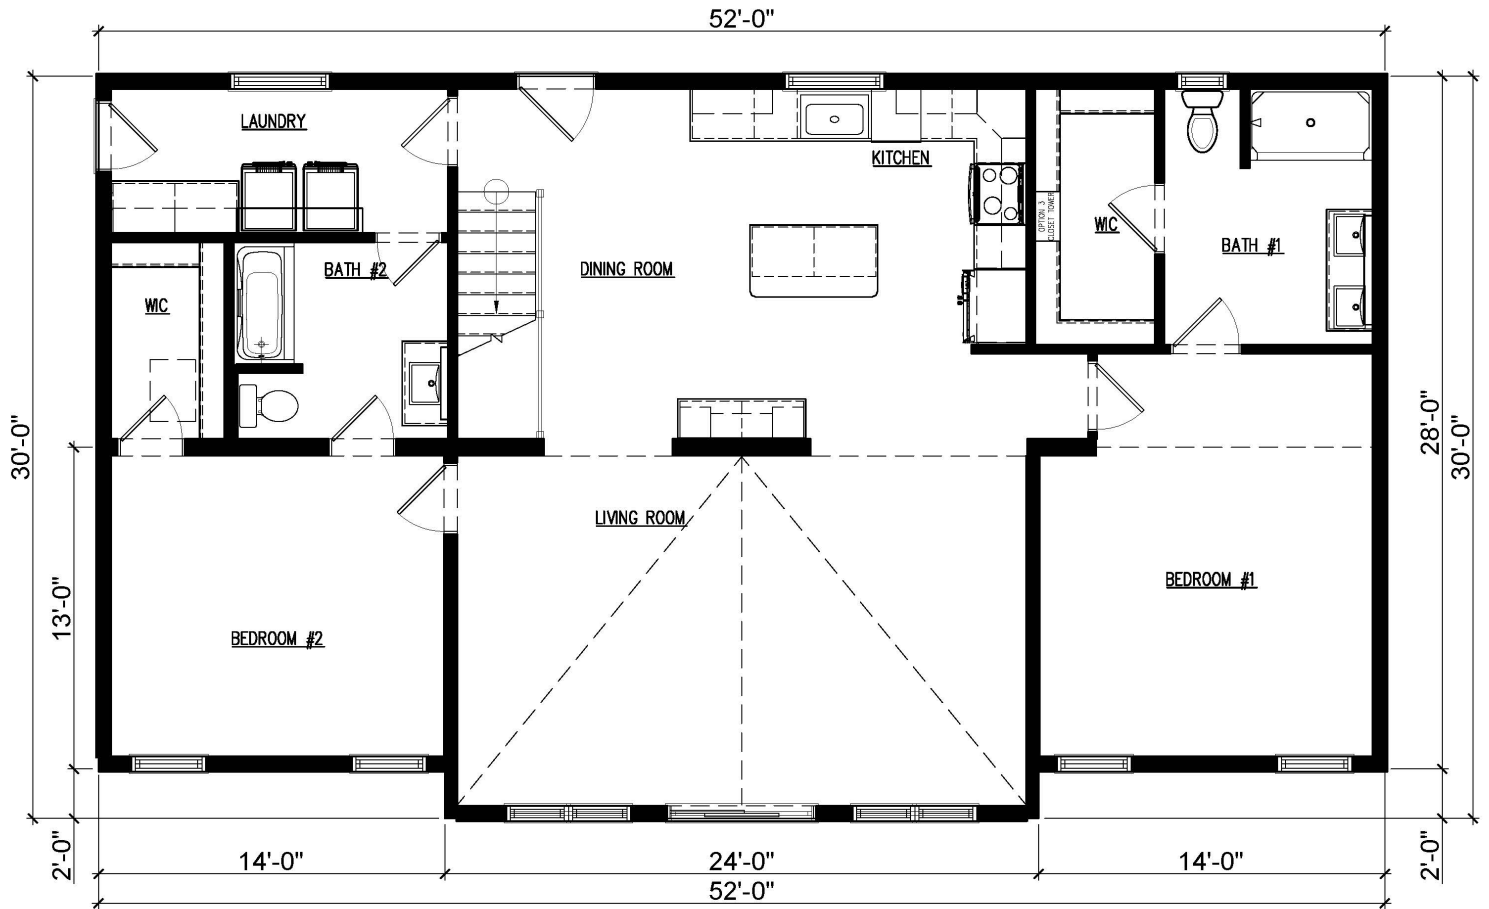 52'-0"
LAUNDRY
KITCHEN
OPTION 3
CLOSET TOWER
WIC
BATH #1
BATH #2
DINING ROOM
WIC
28'-0"
30'-0"
30'-0"
LIVING ROOM
BEDROOM #1
13'-0"
BEDROOM #2
2'-0"
14'-0"
24'-0"
14'-0"
2'-0"
52'-0"